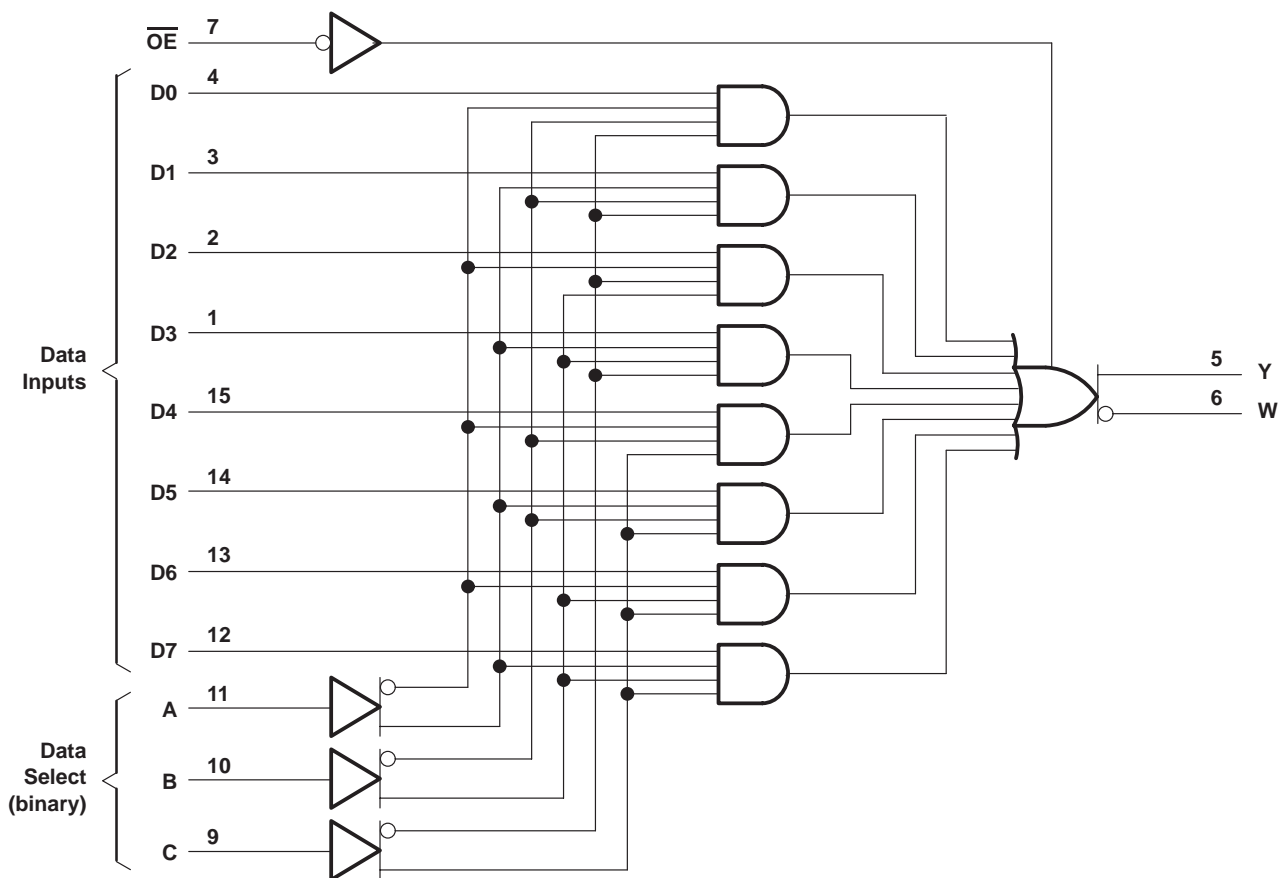 OE 7
D0 4
D1 3
D2 2
D3 1
Data
Inputs
5 Y
6 W
D4 15
D5 14
D6 13
D7 12
A 11
Data
Select
(binary)
B 10
C 9